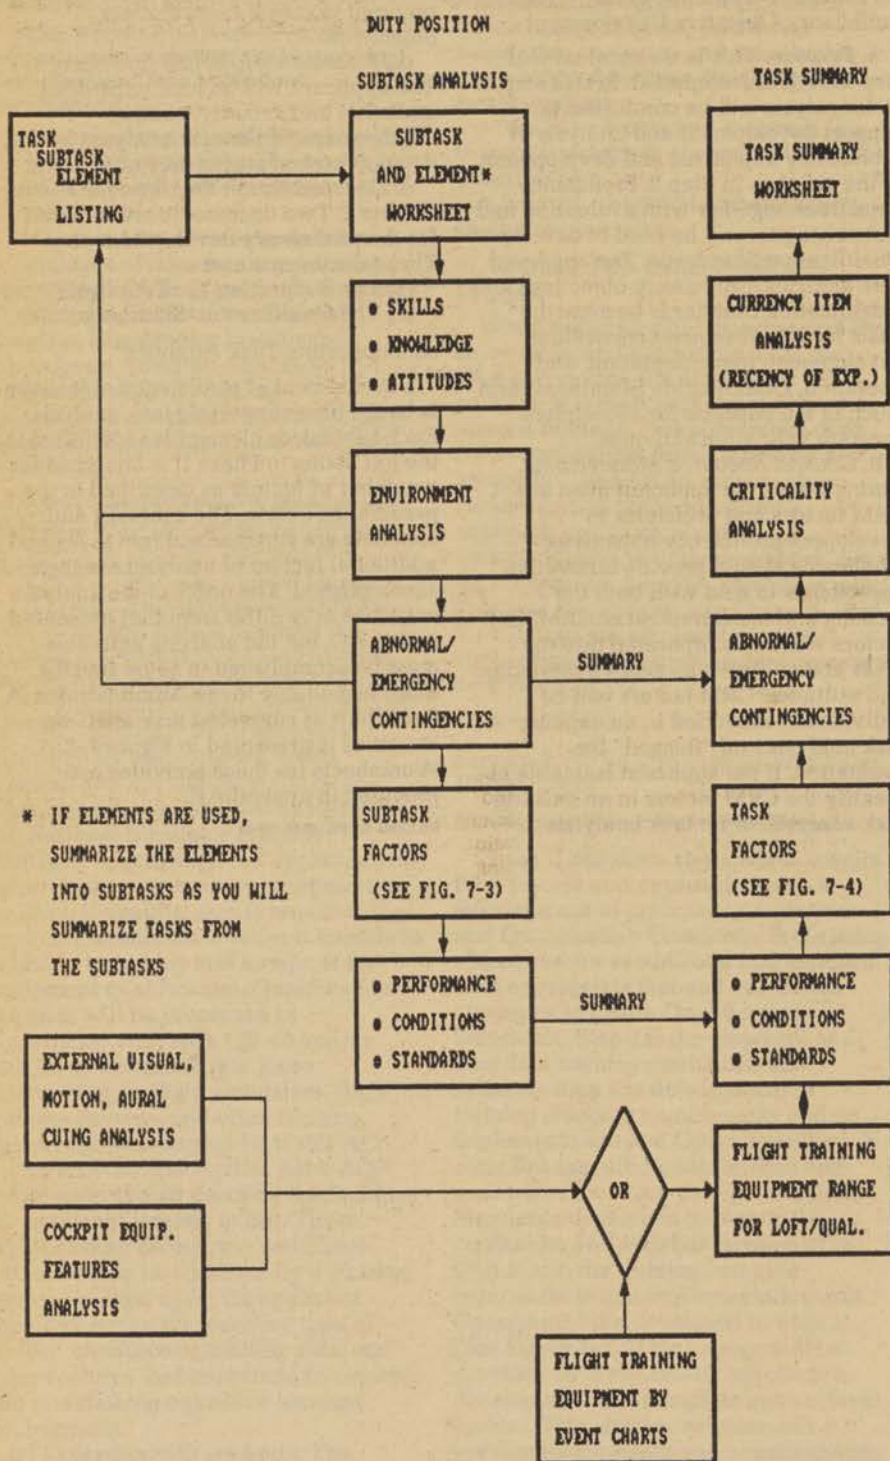 DUTY POSITION
SUBTASK ANALYSIS
TASK SUMMARY
TASK
SUBTASK
ELEMENT
LISTING
SUBTASK
AND ELEMENT*
WORKSHEET
TASK SUMMARY
WORKSHEET
• SKILLS
• KNOWLEDGE
• ATTITUDES
CURRENCY ITEM
ANALYSIS
(RECENCY OF EXP.)
ENVIRONMENT
ANALYSIS
CRITICALITY
ANALYSIS
ABNORMAL/
EMERGENCY
CONTINGENCIES
SUMMARY
ABNORMAL/
EMERGENCY
CONTINGENCIES
* IF ELEMENTS ARE USED,
SUMMARIZE THE ELEMENTS
INTO SUBTASKS AS YOU WILL
SUMMARIZE TASKS FROM
THE SUBTASKS
SUBTASK
FACTORS
(SEE FIG. 7-3)
TASK
FACTORS
(SEE FIG. 7-4)
• PERFORMANCE
• CONDITIONS
• STANDARDS
SUMMARY
• PERFORMANCE
• CONDITIONS
• STANDARDS
EXTERNAL VISUAL,
MOTION, AURAL
CUING ANALYSIS
COCKPIT EQUIP.
FEATURES
ANALYSIS
OR
FLIGHT TRAINING
EQUIPMENT RANGE
FOR LOFT/QUAL.
FLIGHT TRAINING
EQUIPMENT BY
EVENT CHARTS